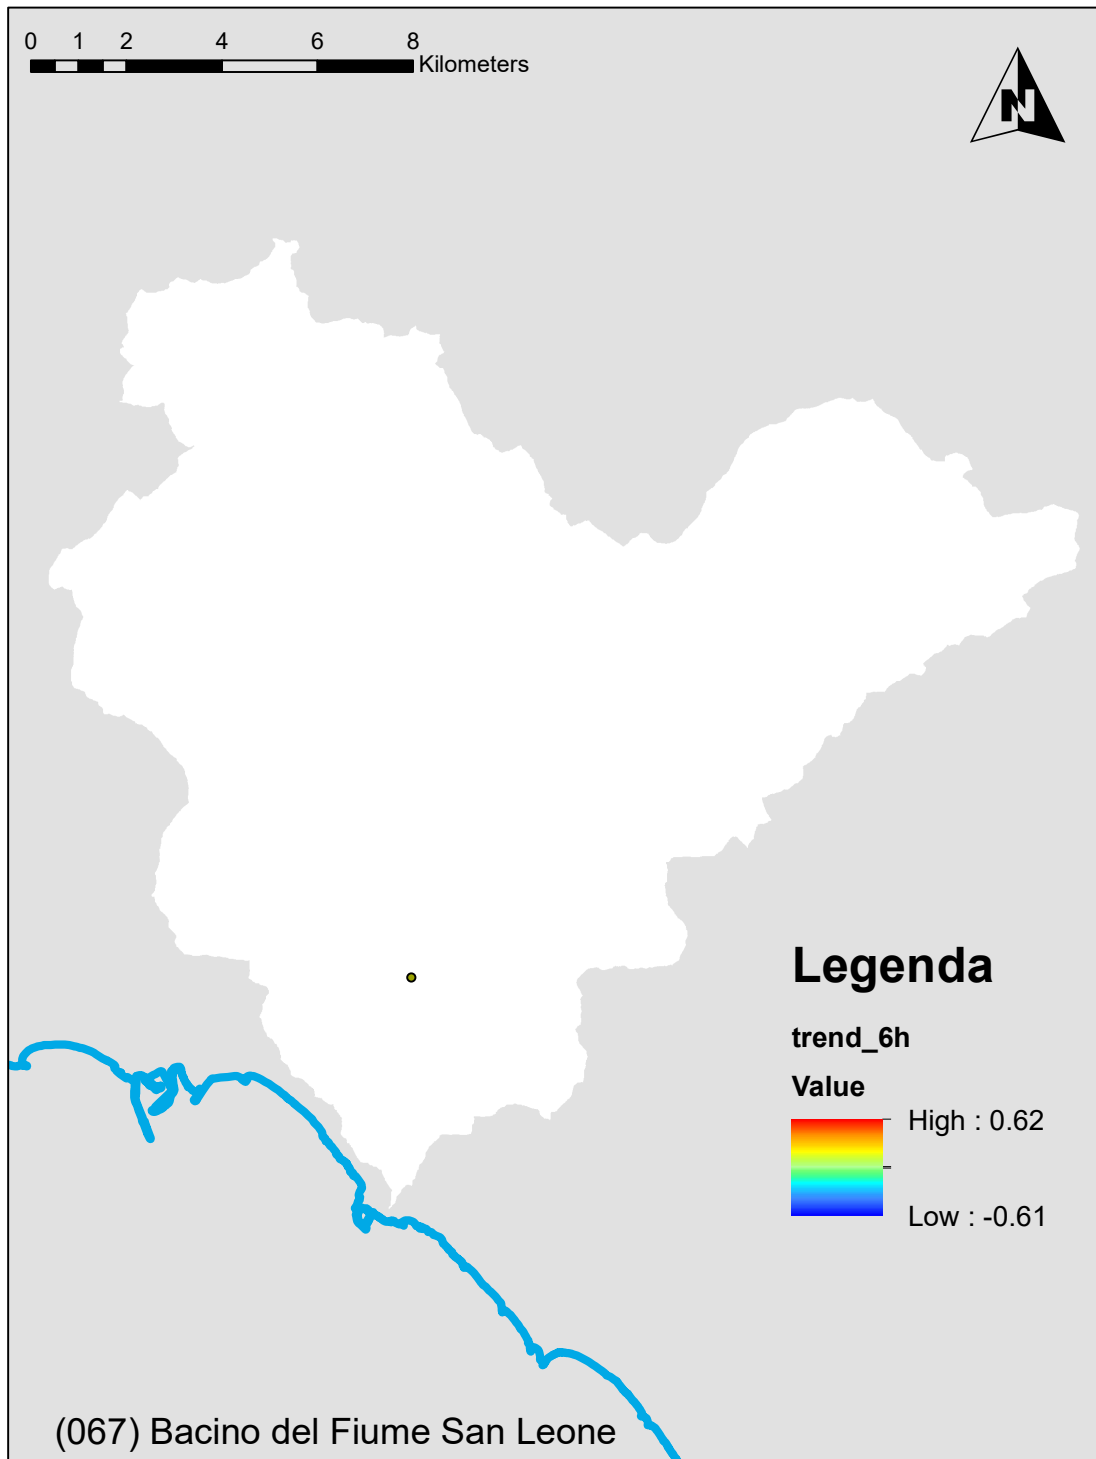 0 1 2 4 6 8
Kilometers
N
Legenda
trend_6h
Value
High : 0.62
Low : -0.61
(067) Bacino del Fiume San Leone